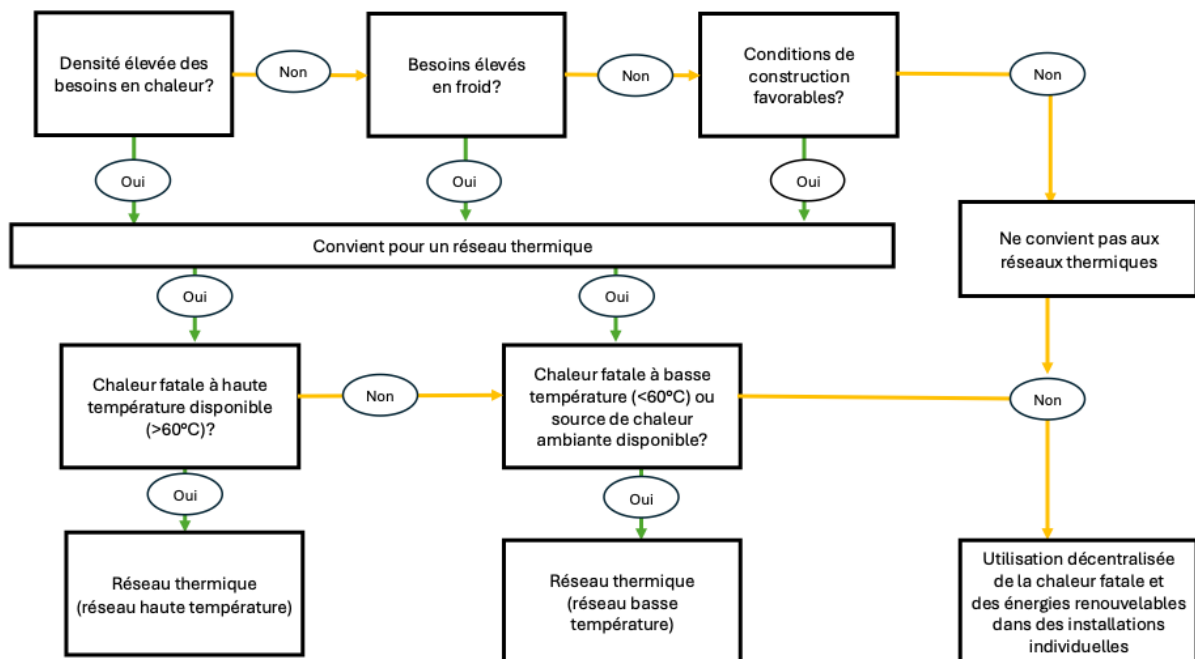 Densité élevée des
besoins en chaleur?
Non
Besoins élevés
en froid?
Non
Conditions de
construction
favorables?
Non
Oui
Oui
Oui
Convient pour un réseau thermique
Ne convient pas aux
réseaux thermiques
Oui
Oui
Chaleur fatale à haute
température disponible
(>60°C)?
Non
Chaleur fatale à basse
température (<60°C) ou
source de chaleur
ambiante disponible?
Non
Oui
Oui
Réseau thermique
(réseau haute température)
Réseau thermique
(réseau basse
température)
Utilisation décentralisée
de la chaleur fatale et
des énergies renouvelables
dans des installations
individuelles